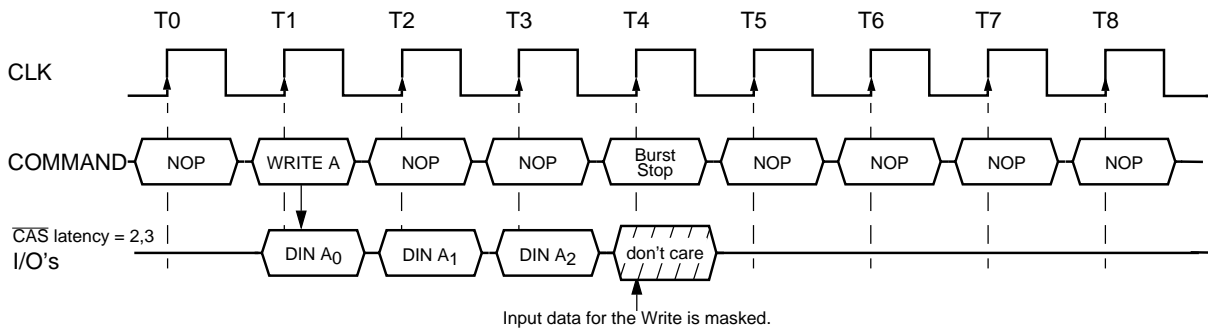 T0 T1 T2 T3 T4 T5 T6 T7 T8
CLK
COMMAND NOP WRITE A NOP NOP Burst Stop NOP NOP NOP NOP
CAS latency = 2,3
I/O's DIN A0 DIN A1 DIN A2 don't care
Input data for the Write is masked.